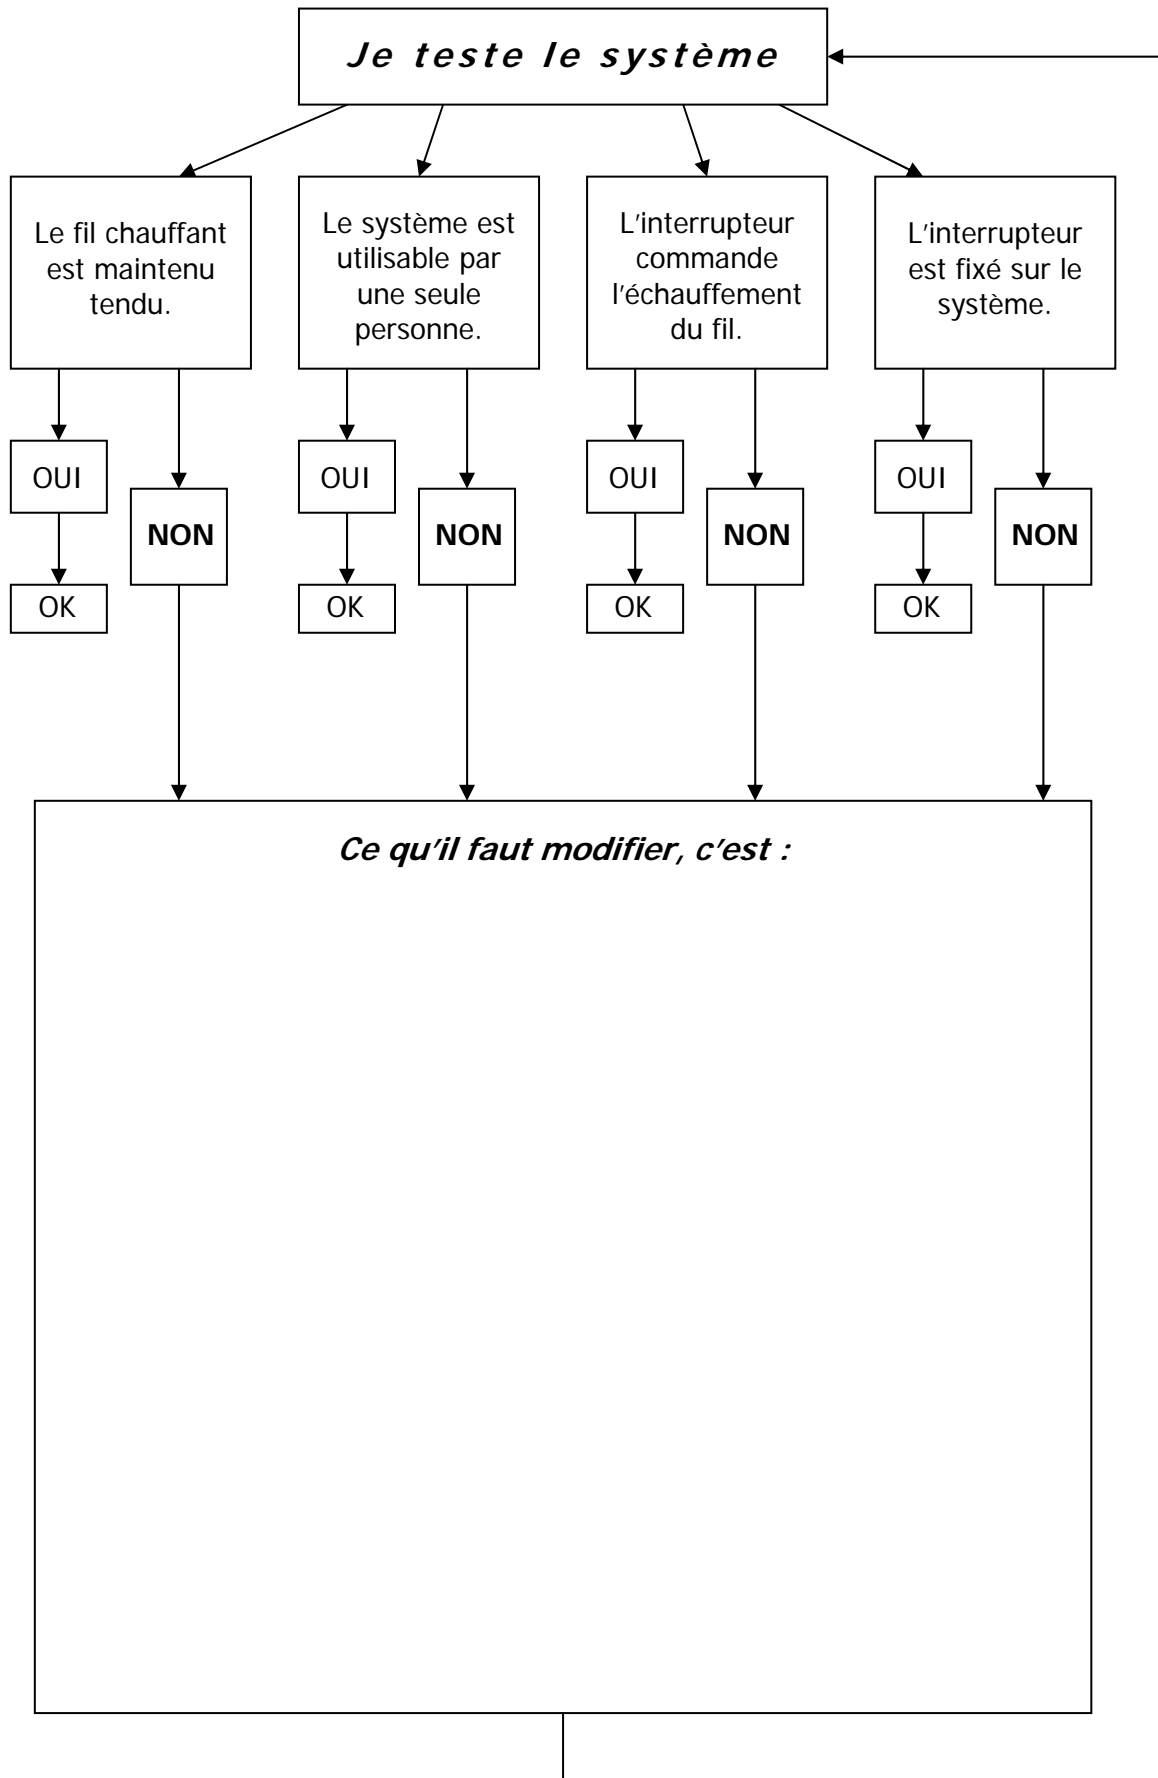 Je teste le système
Le fil chauffant
est maintenu
tendu.
Le système est
utilisable par
une seule
personne.
L'interrupteur
commande
l'échauffement
du fil.
L'interrupteur
est fixé sur le
système.
OUI
NON
OK
OUI
NON
OK
OUI
NON
OK
OUI
NON
OK
Ce qu'il faut modifier, c'est :